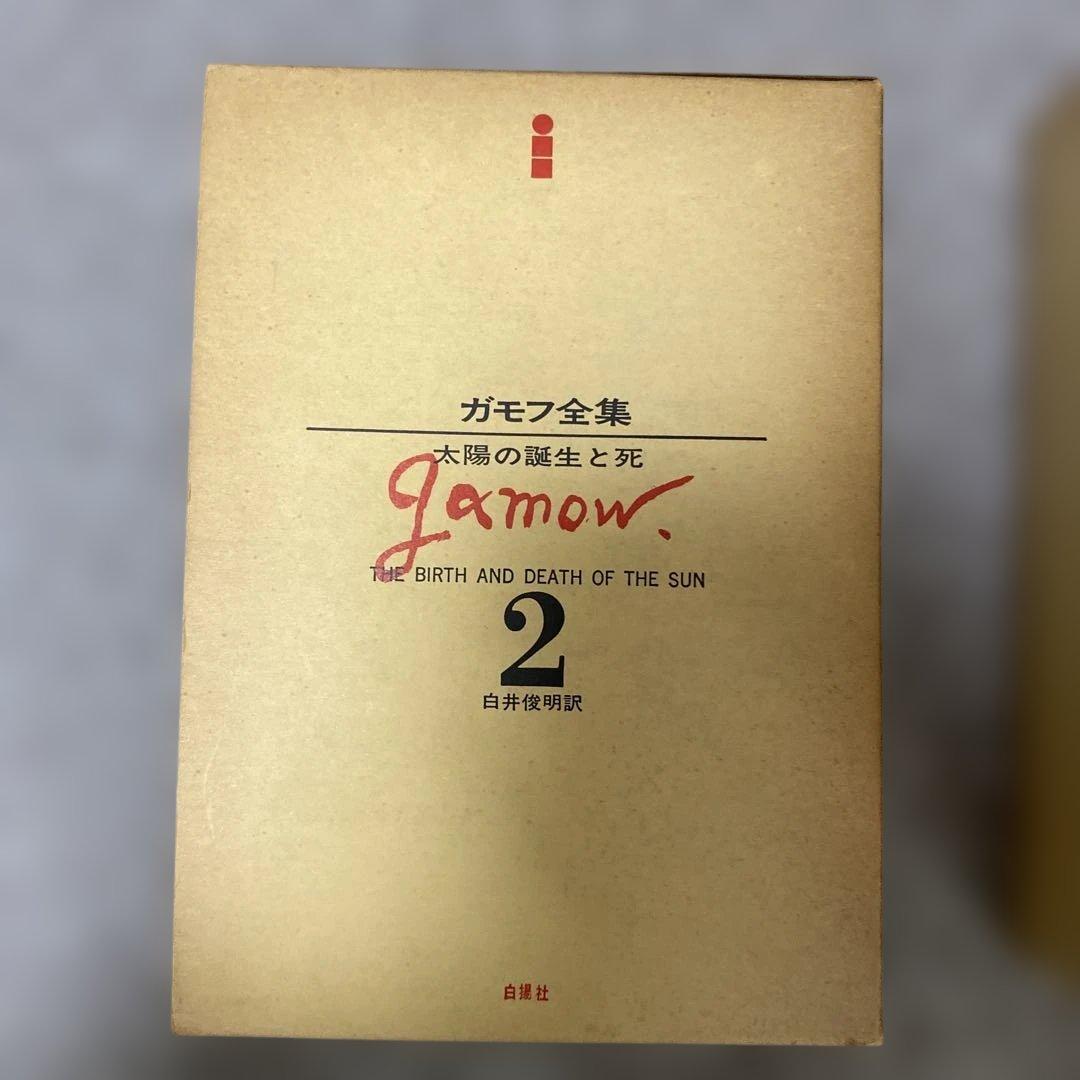 ガモフ全集
太陽の誕生と死
gamow.
THE BIRTH AND DEATH OF THE SUN
2
白井俊明訳
白揚社